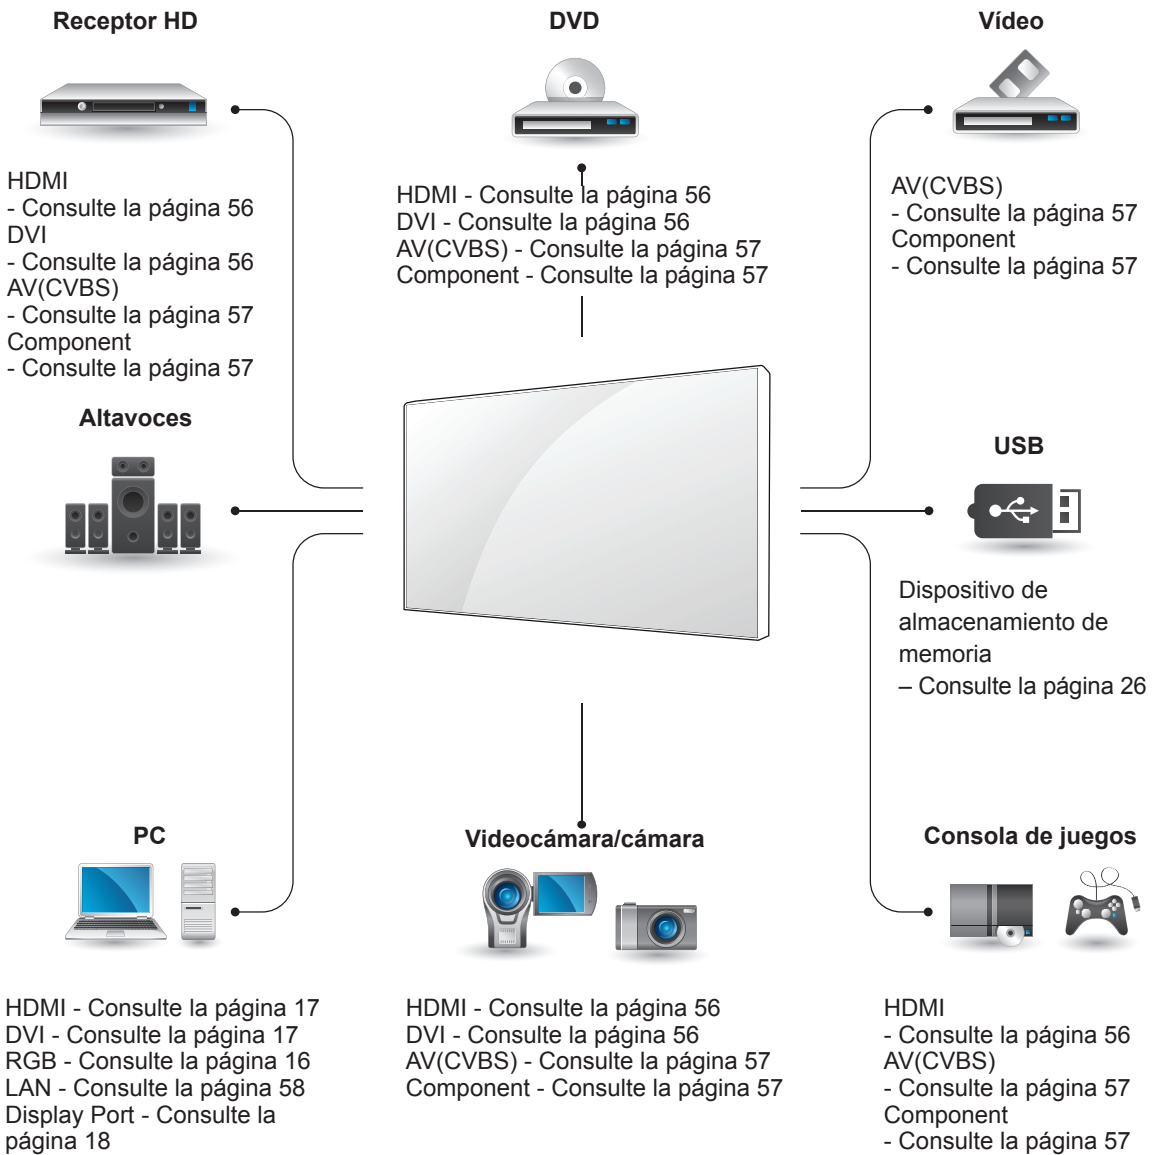 Receptor HD
HDMI
- Consulte la página 56
DVI
- Consulte la página 56
AV(CVBS)
- Consulte la página 57
Component
- Consulte la página 57
DVD
HDMI - Consulte la página 56
DVI - Consulte la página 56
AV(CVBS) - Consulte la página 57
Component - Consulte la página 57
Vídeo
AV(CVBS)
- Consulte la página 57
Component
- Consulte la página 57
Altavoces
USB
Dispositivo de
almacenamiento de
memoria
– Consulte la página 26
PC
HDMI - Consulte la página 17
DVI - Consulte la página 17
RGB - Consulte la página 16
LAN - Consulte la página 58
Display Port - Consulte la
página 18
Videocámara/cámara
HDMI - Consulte la página 56
DVI - Consulte la página 56
AV(CVBS) - Consulte la página 57
Component - Consulte la página 57
Consola de juegos
HDMI
- Consulte la página 56
AV(CVBS)
- Consulte la página 57
Component
- Consulte la página 57